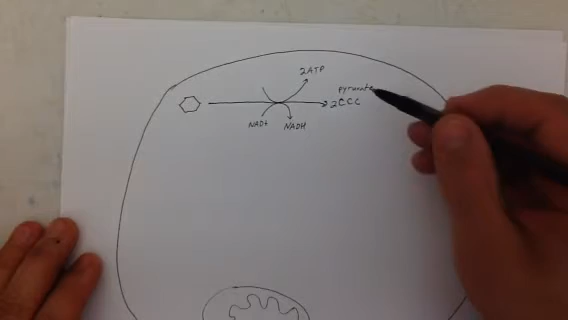 2ATP
pyruvate
2CCC
NAD+
NADH